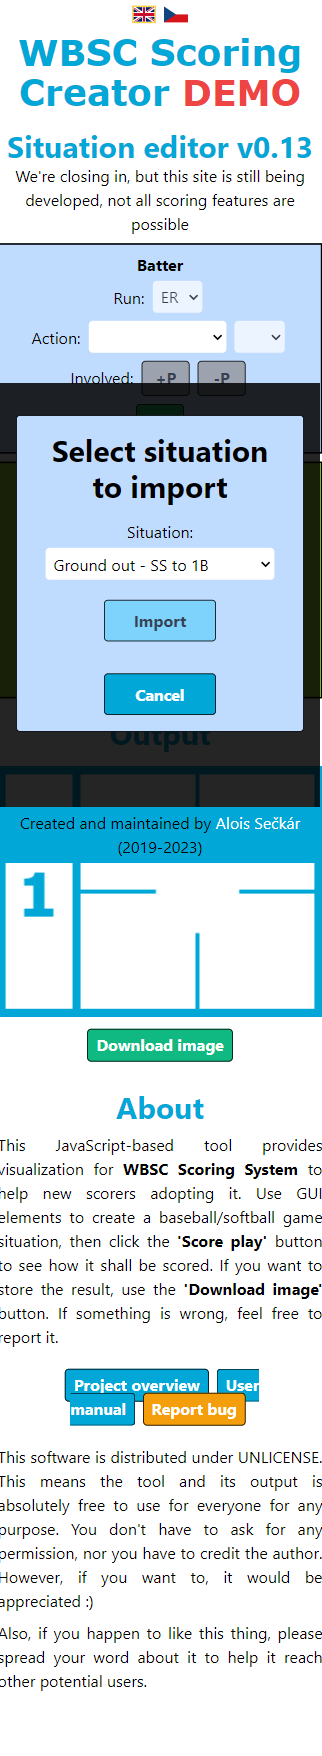 WBSC Scoring
Creator DEMO
Situation editor v0.13
We're closing in, but this site is still being
developed, not all scoring features are
possible
Batter
Run: ER
Action:
Involved: +P -P
Select situation
to import
Situation:
Ground out - SS to 1B
Import
Cancel
Output
Created and maintained by Alois Sečkár
(2019-2023)
1
Download image
About
This JavaScript-based tool provides
visualization for WBSC Scoring System to
help new scorers adopting it. Use GUI
elements to create a baseball/softball game
situation, then click the 'Score play' button
to see how it shall be scored. If you want to
store the result, use the 'Download image'
button. If something is wrong, feel free to
report it.
Project overview User
manual Report bug
This software is distributed under UNLICENSE.
This means the tool and its output is
absolutely free to use for everyone for any
purpose. You don't have to ask for any
permission, nor you have to credit the author.
However, if you want to, it would be
appreciated :)
Also, if you happen to like this thing, please
spread your word about it to help it reach
other potential users.